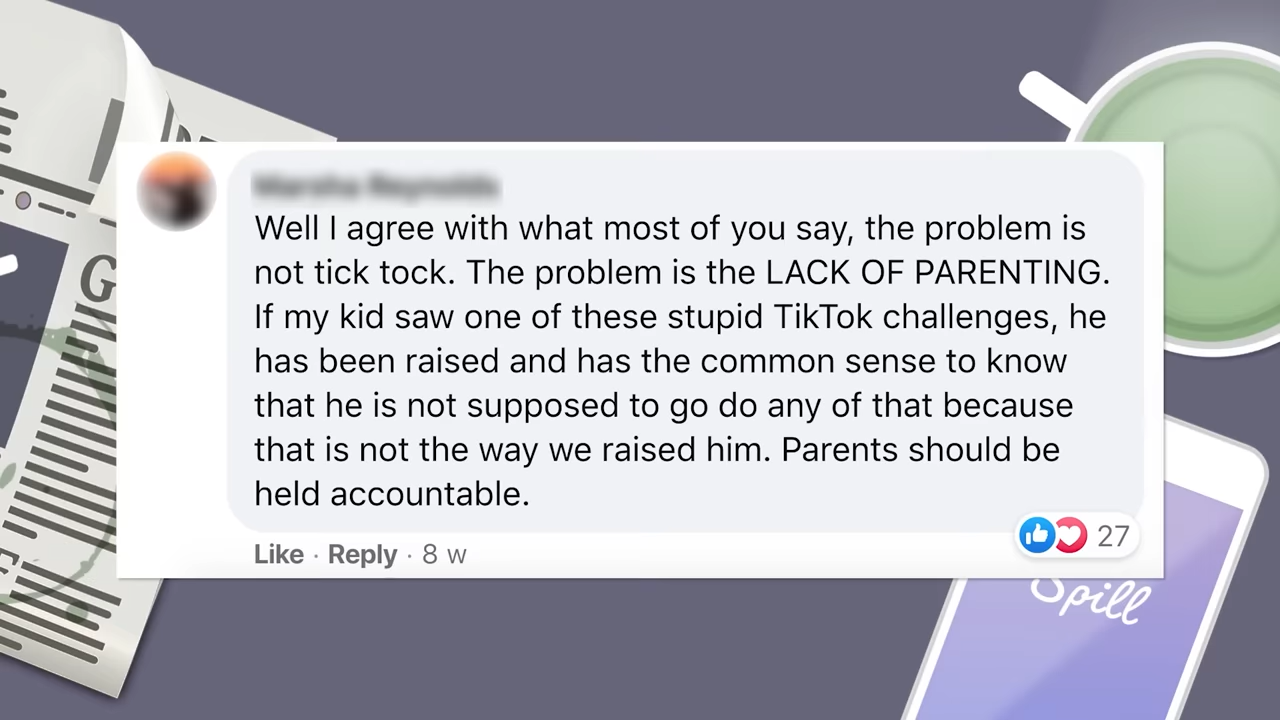 Well I agree with what most of you say, the problem is
not tick tock. The problem is the LACK OF PARENTING.
If my kid saw one of these stupid TikTok challenges, he
has been raised and has the common sense to know
that he is not supposed to go do any of that because
that is not the way we raised him. Parents should be
held accountable.
Like · Reply · 8 w
27
Spill